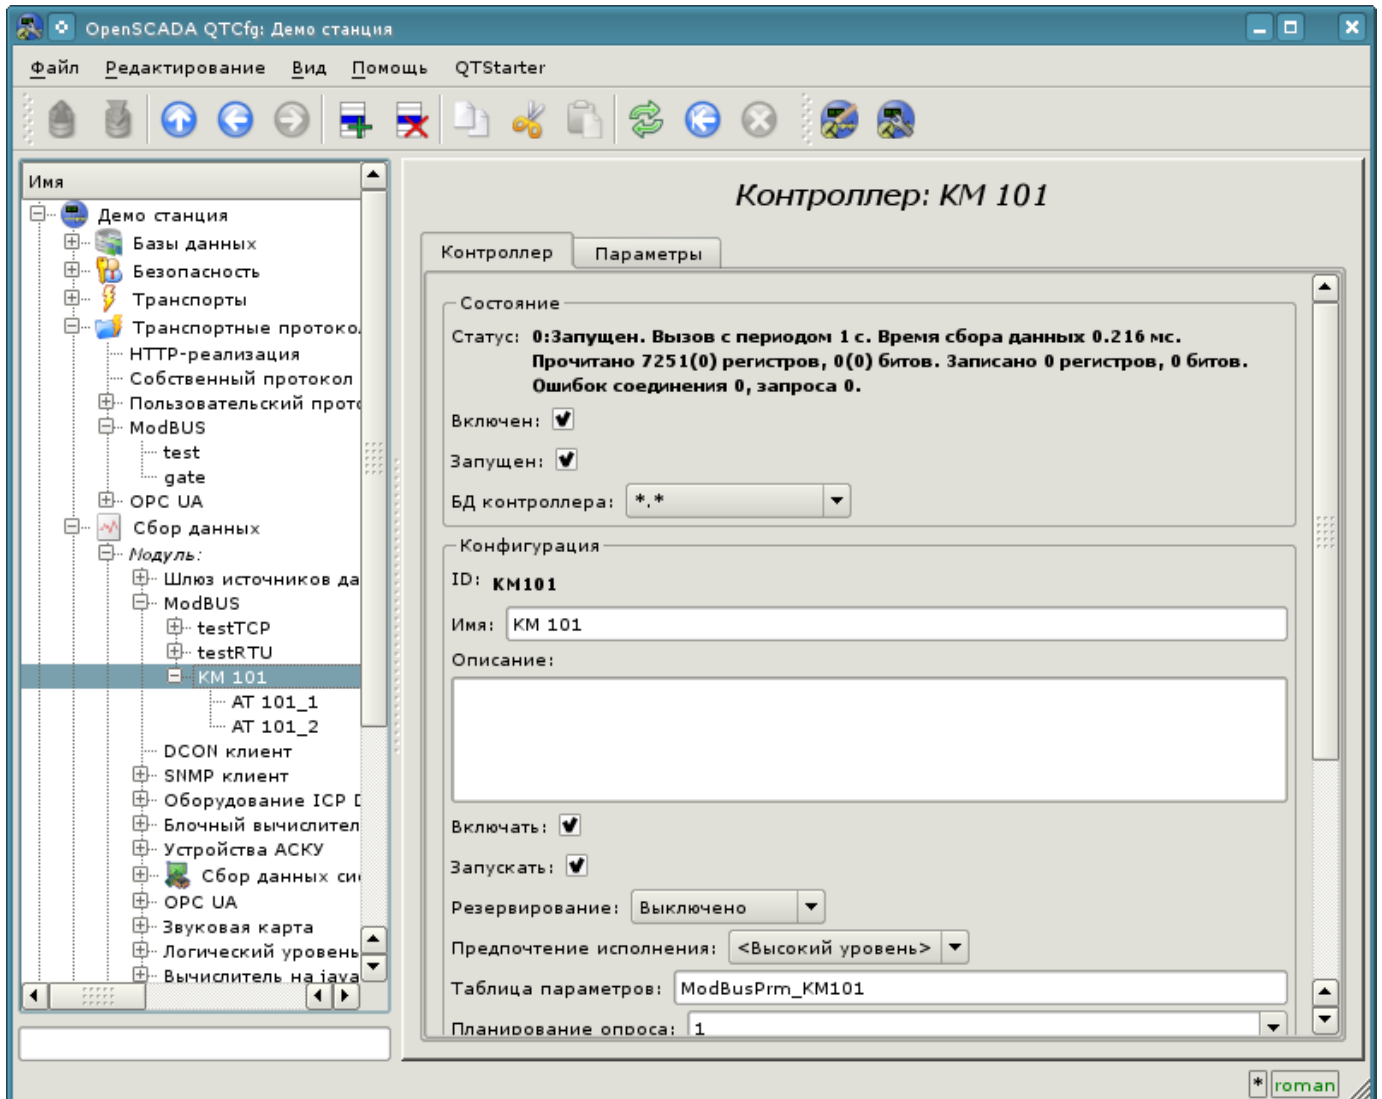 OpenSCADA QTCfg: Демо станция
Файл Редактирование Вид Помощь QTStarter
Имя
Демо станция
Базы данных
Безопасность
Транспорты
Транспортные протоко
HTTP-реализация
Собственный протокол
Пользовательский прото
ModBUS
test
gate
OPC UA
Сбор данных
Модуль:
Шлюз источников да
ModBUS
testTCP
testRTU
KM 101
AT 101_1
AT 101_2
DCON клиент
SNMP клиент
Оборудование ICP D
Блочный вычислител
Устройства АСКУ
Сбор данных си
OPC UA
Звуковая карта
Логический уровень
Вычислитель на java
Контроллер: KM 101
Контроллер Параметры
Состояние
Статус: 0:Запущен. Вызов с периодом 1 с. Время сбора данных 0.216 мс.
Прочитано 7251(0) регистров, 0(0) битов. Записано 0 регистров, 0 битов.
Ошибок соединения 0, запроса 0.
Включен:
Запущен:
БД контроллера: *.*
Конфигурация
ID: KM101
Имя: KM 101
Описание:
Включать:
Запускать:
Резервирование: Выключено
Предпочтение исполнения: <Высокий уровень>
Таблица параметров: ModBusPrm_KM101
Планирование опроса: 1
* roman